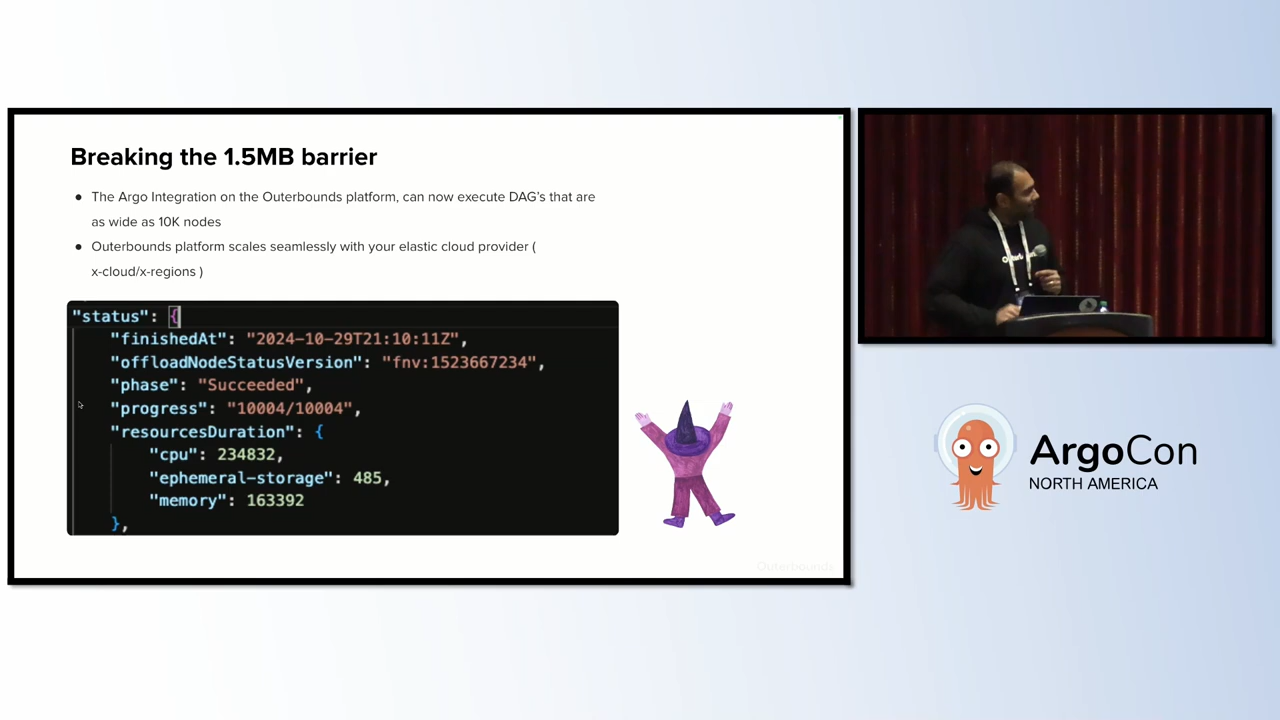 Breaking the 1.5MB barrier
● The Argo Integration on the Outerbounds platform, can now execute DAG's that are
as wide as 10K nodes
● Outerbounds platform scales seamlessly with your elastic cloud provider (
x-cloud/x-regions )
"status": {
"finishedAt": "2024-10-29T21:10:11Z",
"offloadNodeStatusVersion": "fnv:1523667234",
"phase": "Succeeded",
"progress": "10004/10004",
"resourcesDuration": {
"cpu": 234832,
"ephemeral-storage": 485,
"memory": 163392
},
Outerbounds
ArgoCon
NORTH AMERICA